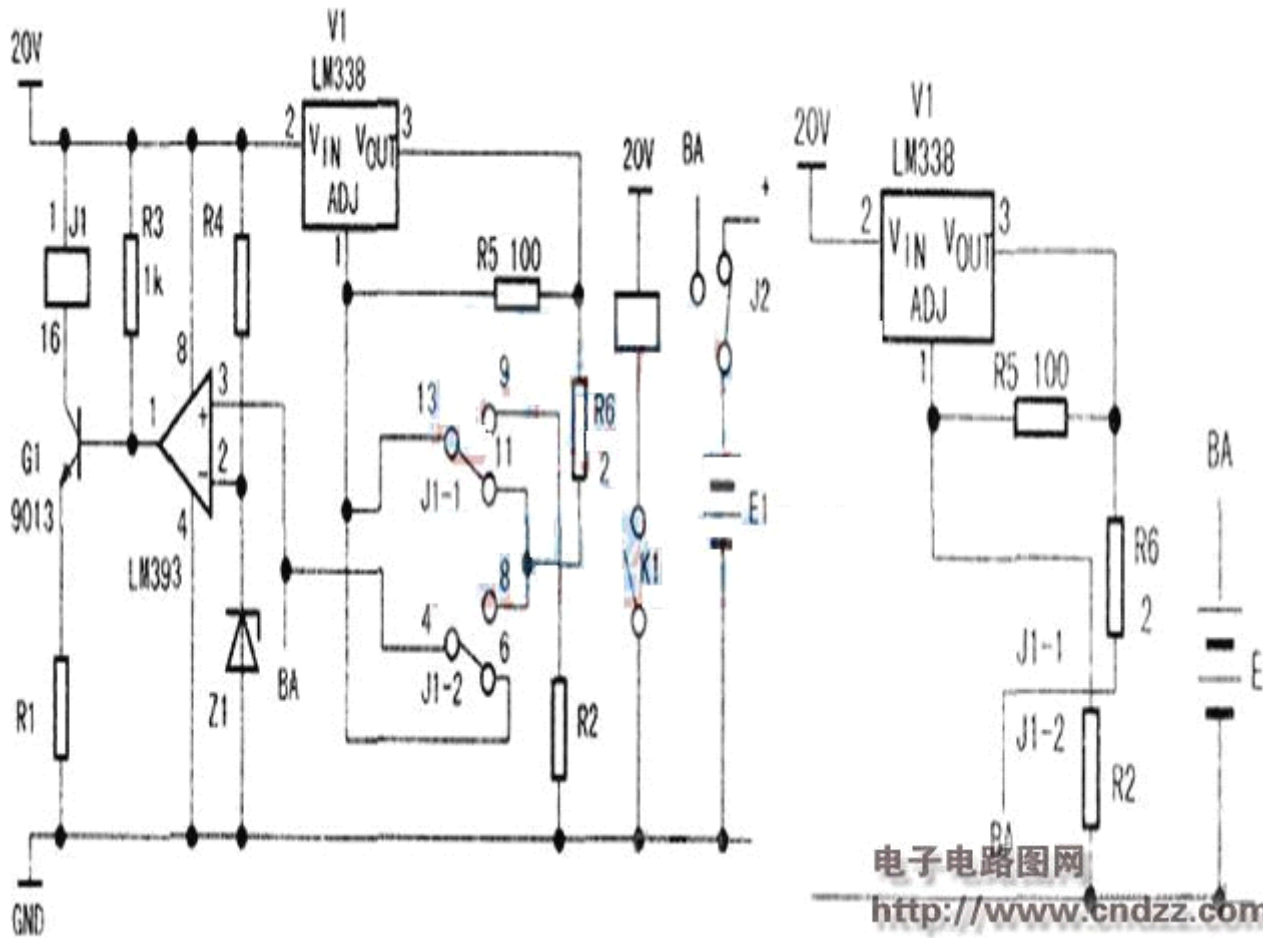 20V
V1
LM338
2
VIN
VOUT
3
ADJ
1
1
J1
16
R3
1k
R4
8
R5 100
20V
BA
+
J2
G1
9013
1
3
+
2
-
4
LM393
13
9
11
J1-1
8
4
6
J1-2
R6
2
K1
E1
R1
Z1
BA
R2
GND
20V
V1
LM338
2
VIN
VOUT
3
ADJ
1
R5 100
BA
R6
2
J1-1
J1-2
E
R2
BA
电子电路图网
http://www.cndzz.com